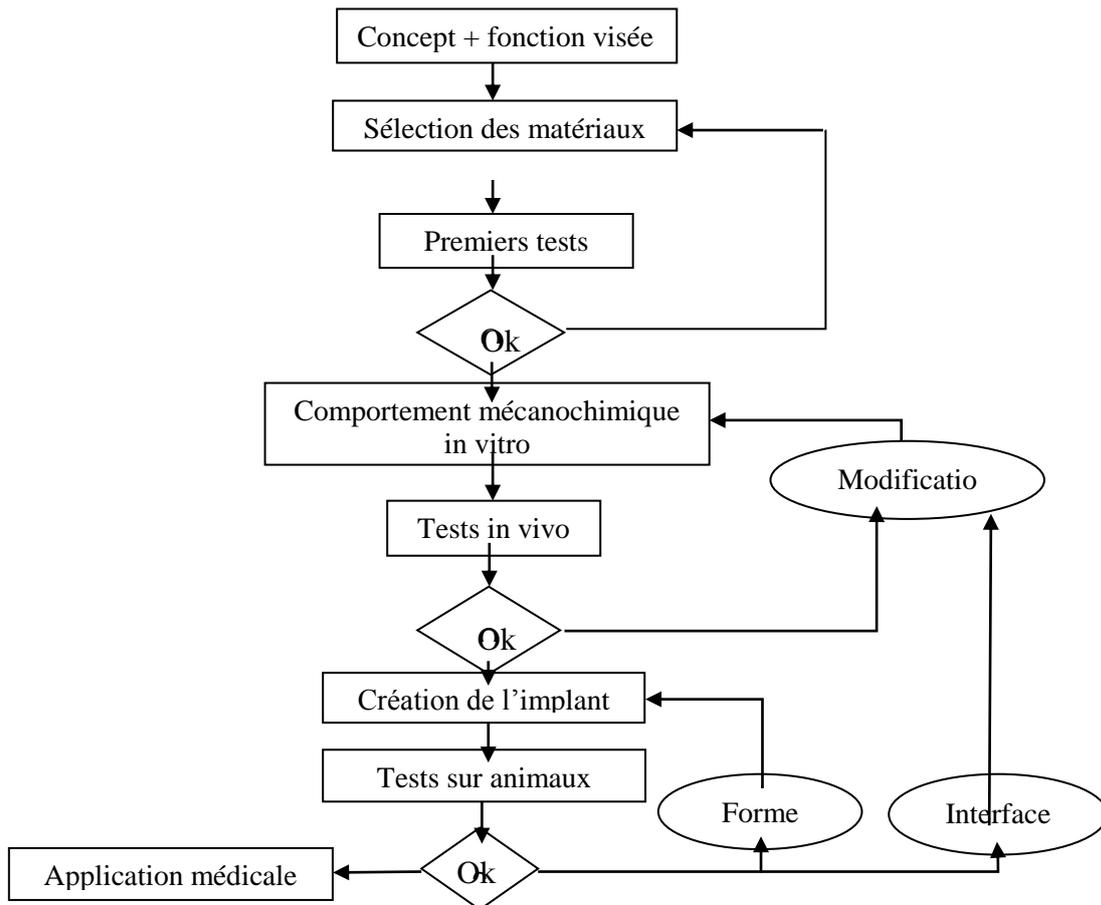 Concept + fonction visée
Sélection des matériaux
Premiers tests
Ok
Comportement mécanochimique
in vitro
Modificatio
Tests in vivo
Ok
Création de l’implant
Tests sur animaux
Forme
Interface
Ok
Application médicale